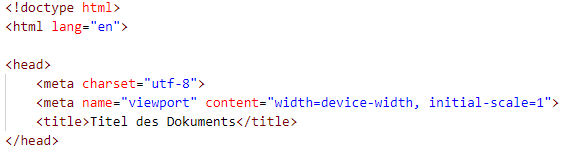 <!doctype html>
<html lang="en">
<head>
<meta charset="utf-8">
<meta name="viewport" content="width=device-width, initial-scale=1">
<title>Titel des Dokuments</title>
</head>